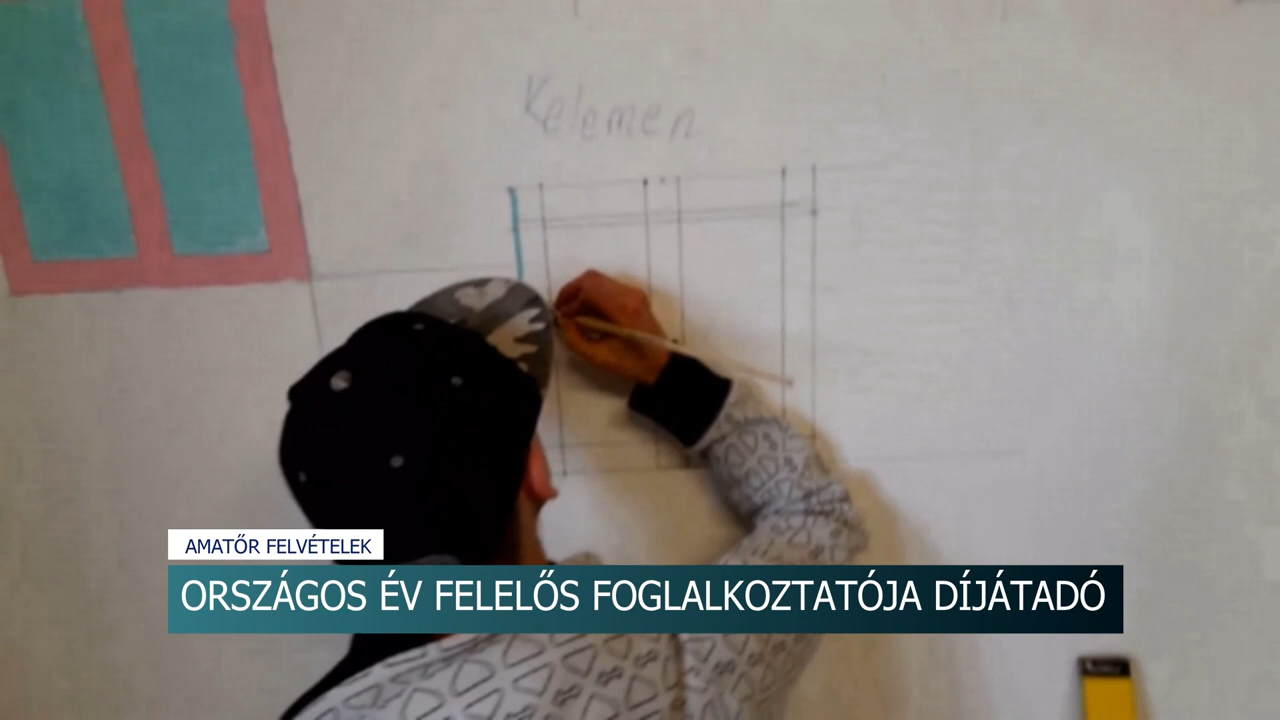 Kelemen
AMATŐR FELVÉTELEK
ORSZÁGOS ÉV FELELŐS FOGLALKOZTATÓJA DÍJÁTADÓ